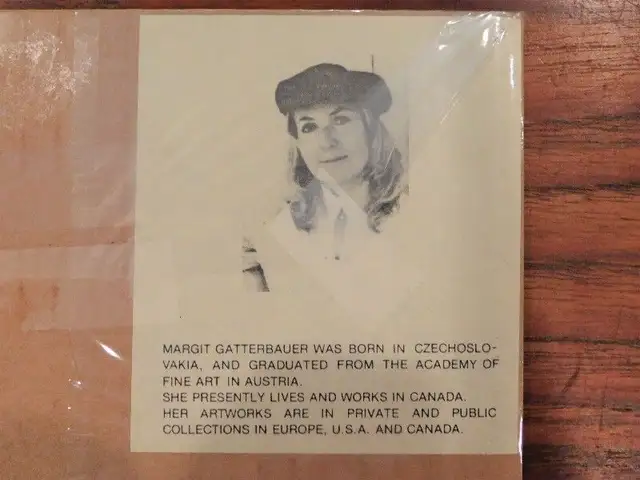 MARGIT GATTERBAUER WAS BORN IN CZECHOSLO-
VAKIA, AND GRADUATED FROM THE ACADEMY OF
FINE ART IN AUSTRIA.
SHE PRESENTLY LIVES AND WORKS IN CANADA.
HER ARTWORKS ARE IN PRIVATE AND PUBLIC
COLLECTIONS IN EUROPE, U.S.A. AND CANADA.